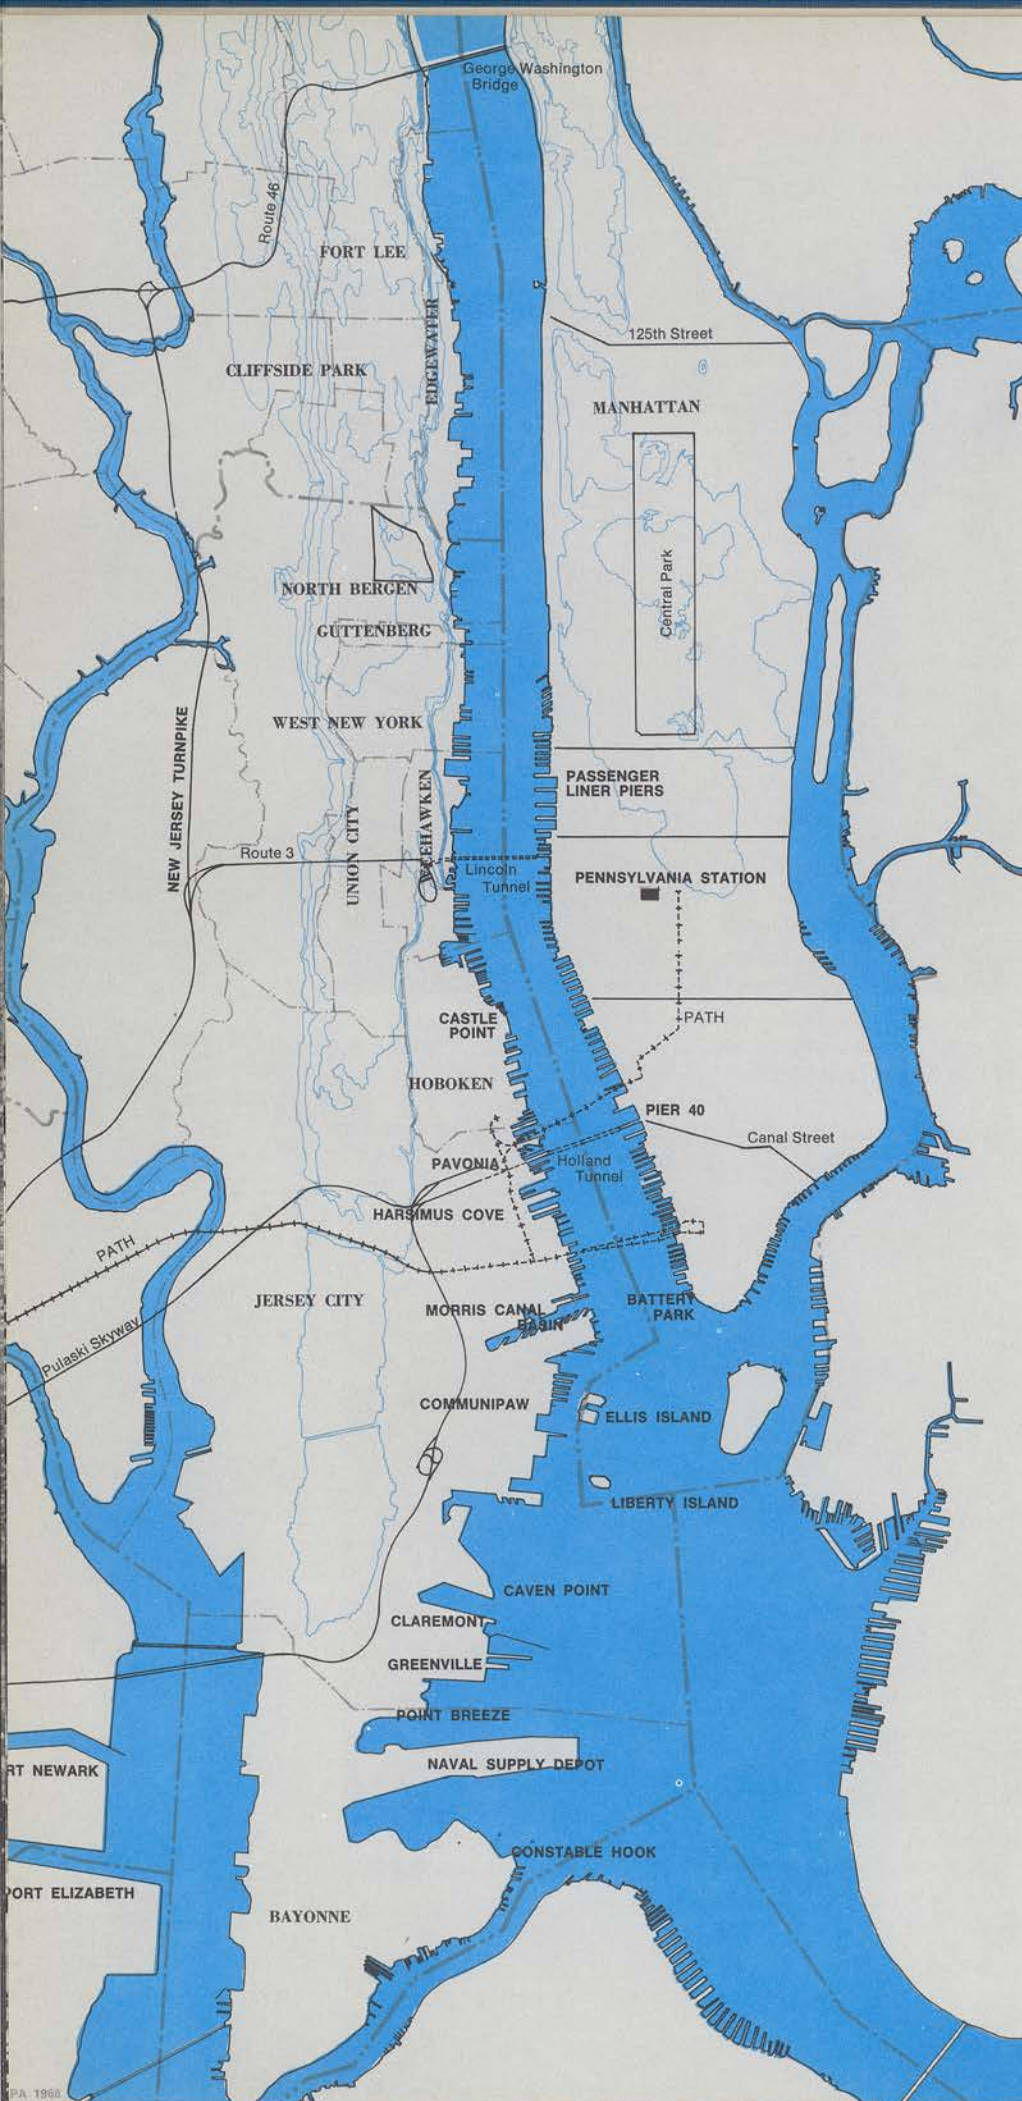 George Washington
Bridge
Route 46
FORT LEE
EDGEWATER
125th Street
CLIFFSIDE PARK
MANHATTAN
Central Park
NORTH BERGEN
GUTTENBERG
WEST NEW YORK
NEW JERSEY TURNPIKE
UNION CITY
WEEHAWKEN
PASSENGER
LINER PIERS
Route 3
Lincoln
Tunnel
PENNSYLVANIA STATION
CASTLE
POINT
PATH
HOBOKEN
PIER 40
Canal Street
PAVONIA
Holland
Tunnel
HARSIMUS COVE
PATH
JERSEY CITY
MORRIS CANAL
BASIN
BATTERY
PARK
Pulaski Skyway
COMMUNIPAW
ELLIS ISLAND
LIBERTY ISLAND
CAVEN POINT
CLAREMONT
GREENVILLE
POINT BREEZE
RT NEWARK
NAVAL SUPPLY DEPOT
CONSTABLE HOOK
PORT ELIZABETH
BAYONNE
PA 1966